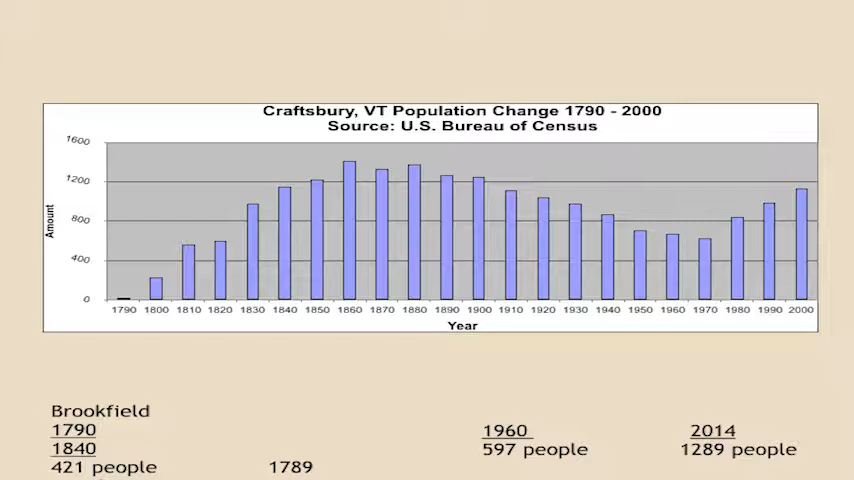 Craftsbury, VT Population Change 1790 - 2000
Source: U.S. Bureau of Census
1600
1200
800
400
0
Amount
1790 1800 1810 1820 1830 1840 1850 1860 1870 1880 1890 1900 1910 1920 1930 1940 1950 1960 1970 1980 1990 2000
Year
Brookfield
1790
1840
421 people 1789
1960 2014
597 people 1289 people